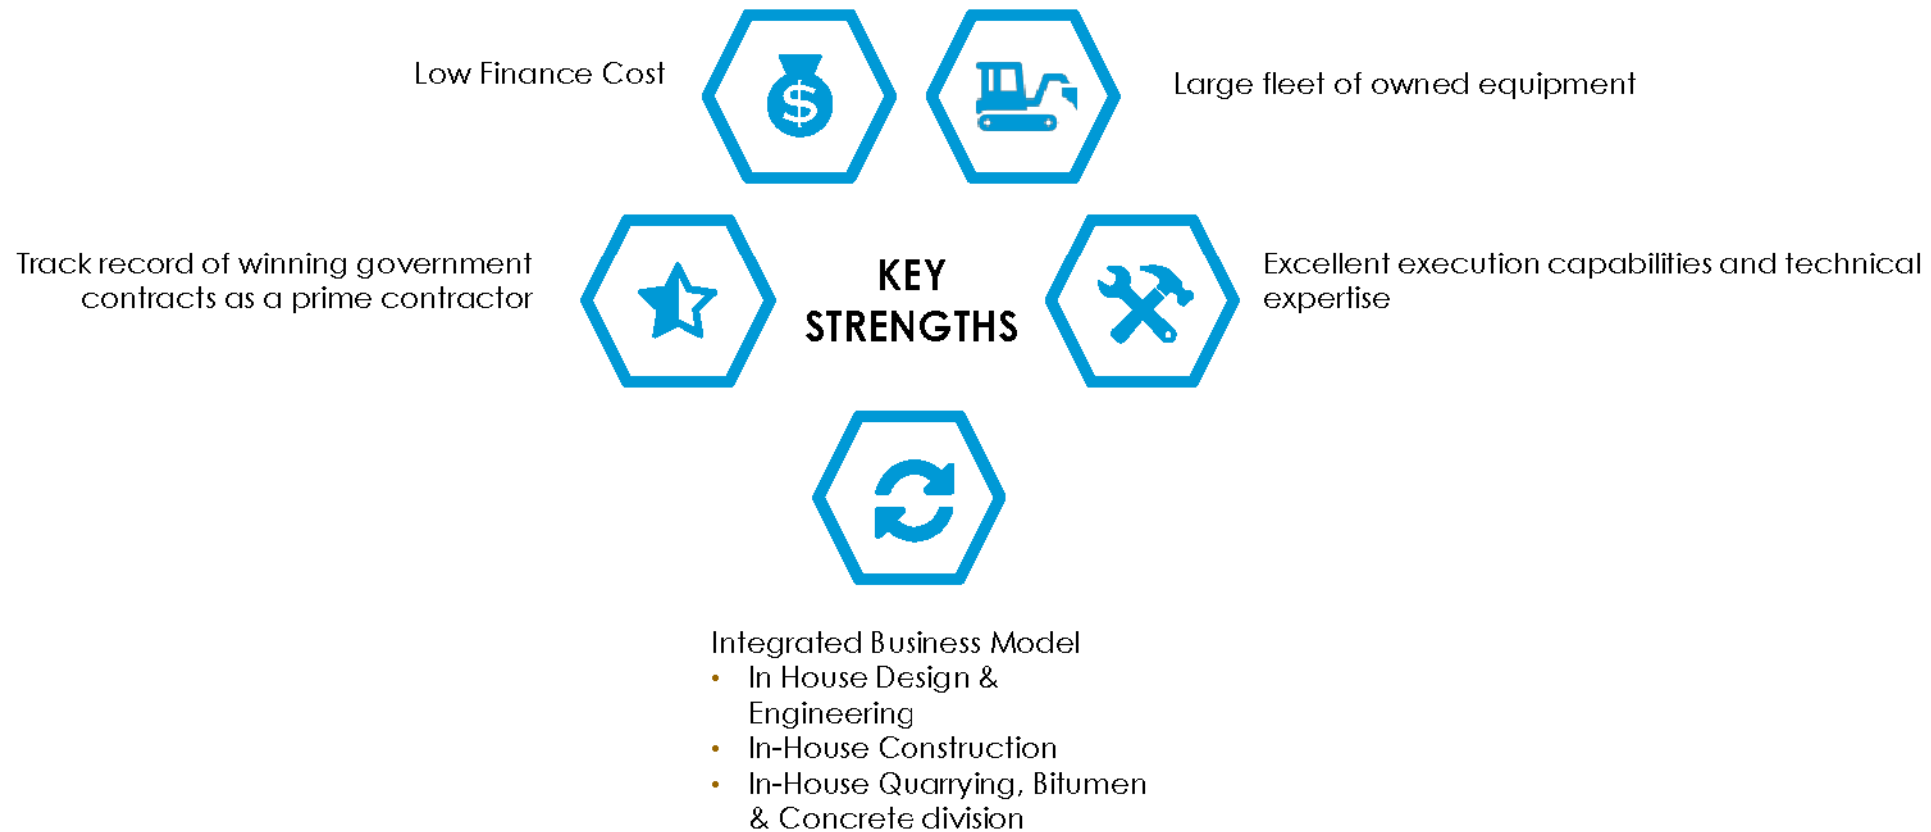 Low Finance Cost
$
Large fleet of owned equipment
Track record of winning government
contracts as a prime contractor
KEY
STRENGTHS
Excellent execution capabilities and technical
expertise
Integrated Business Model
• In House Design &
Engineering
• In-House Construction
• In-House Quarrying, Bitumen
& Concrete division